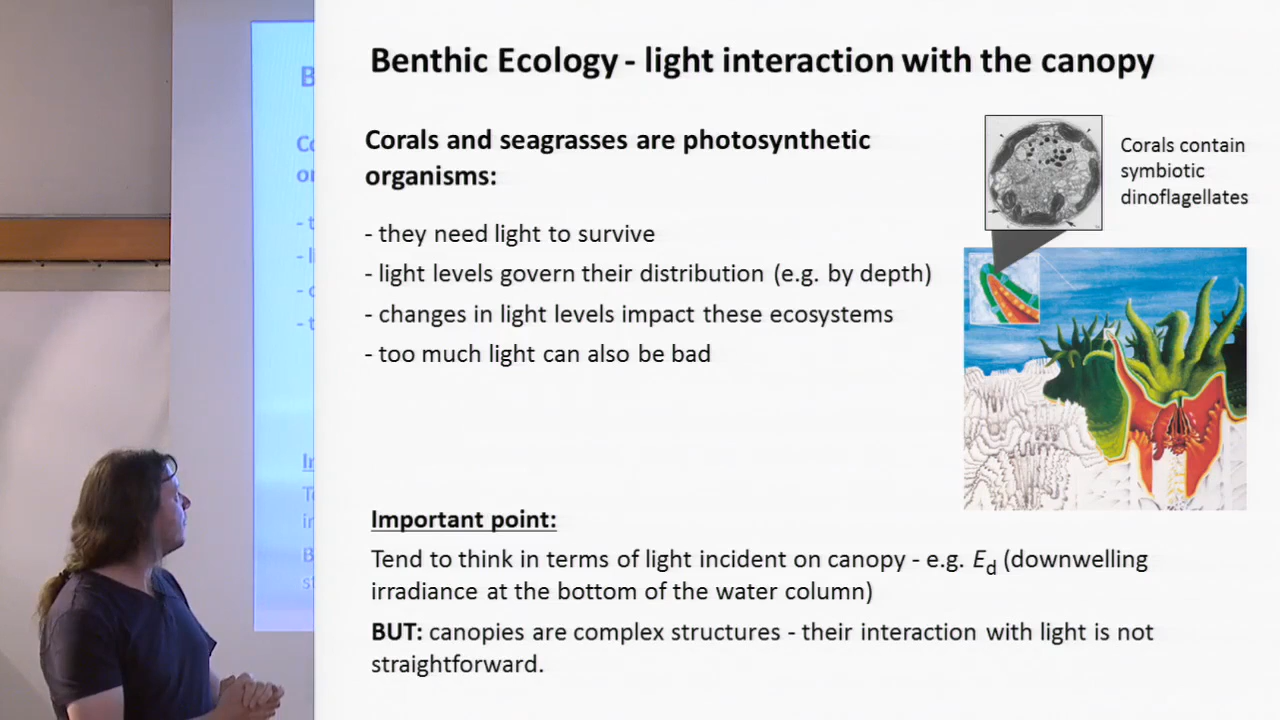 Benthic Ecology - light interaction with the canopy
Corals and seagrasses are photosynthetic
organisms:
- they need light to survive
- light levels govern their distribution (e.g. by depth)
- changes in light levels impact these ecosystems
- too much light can also be bad
Corals contain
symbiotic
dinoflagellates
Important point:
Tend to think in terms of light incident on canopy - e.g. Ed (downwelling
irradiance at the bottom of the water column)
BUT: canopies are complex structures - their interaction with light is not
straightforward.